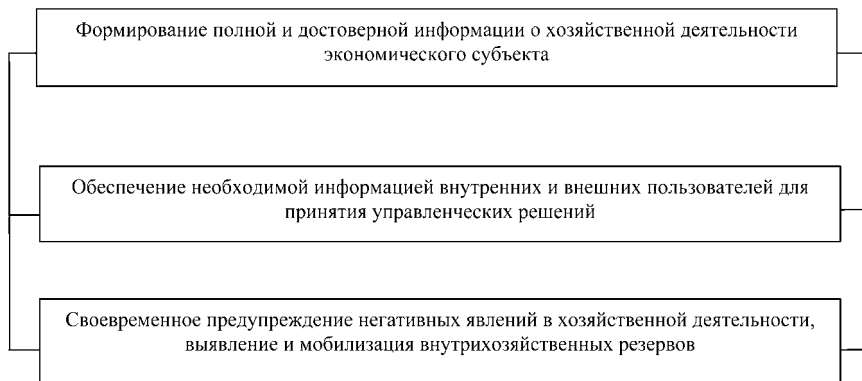 Формирование полной и достоверной информации о хозяйственной деятельности
экономического субъекта
Обеспечение необходимой информацией внутренних и внешних пользователей для
принятия управленческих решений
Своевременное предупреждение негативных явлений в хозяйственной деятельности,
выявление и мобилизация внутрихозяйственных резервов